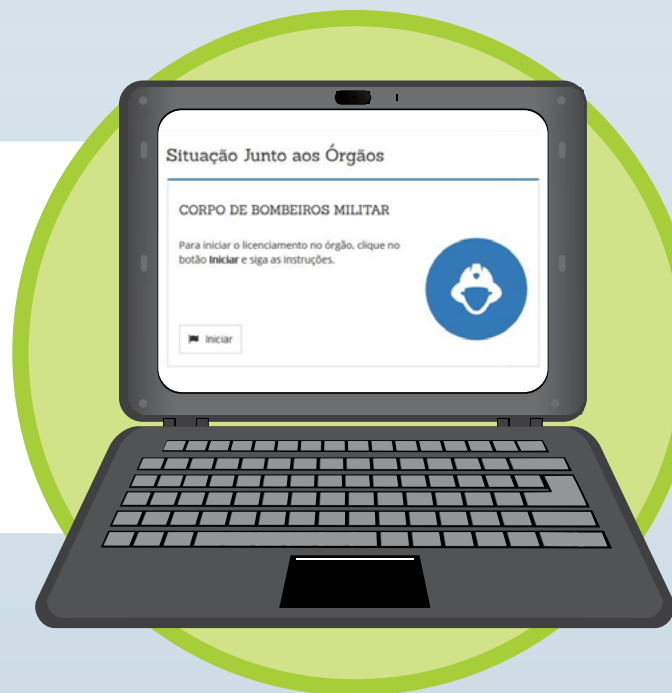 Situação Junto aos Órgãos
CORPO DE BOMBEIROS MILITAR
Para iniciar o licenciamento no órgão, clique no
botão Iniciar e siga as instruções.
Iniciar